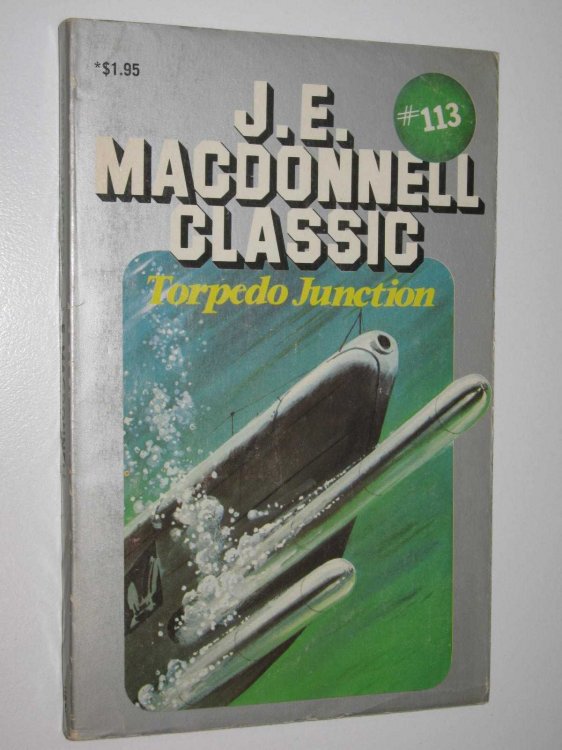 *$1.95
J.E.
#113
MACDONNELL
CLASSIC
Torpedo Junction